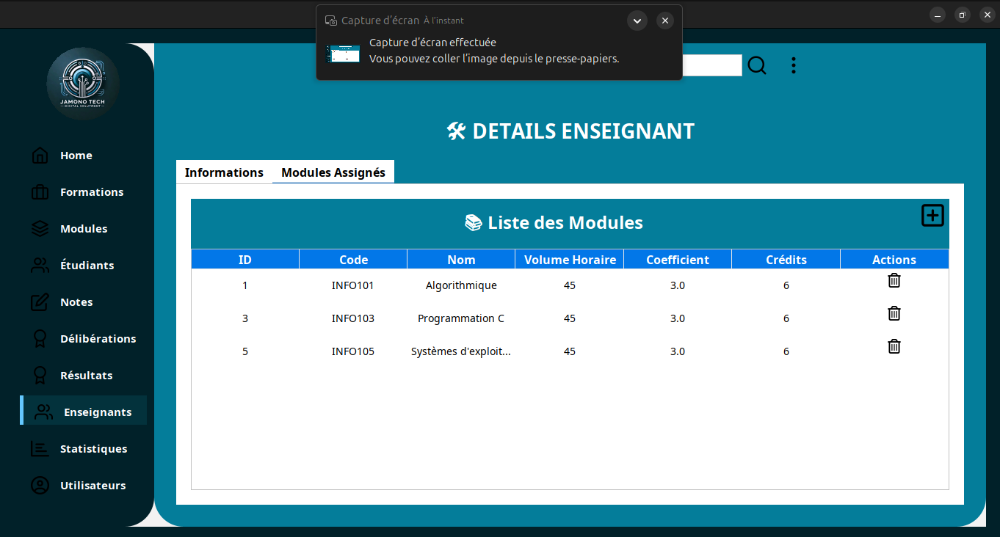 Capture d'écran À l'instant
Capture d'écran effectuée
Vous pouvez coller l'image depuis le presse-papiers.
JAMONO TECH
Home
Formations
Modules
Étudiants
Notes
Délibérations
Résultats
Enseignants
Statistiques
Utilisateurs
🛠 DETAILS ENSEIGNANT
Informations Modules Assignés
📚 Liste des Modules
ID Code Nom Volume Horaire Coefficient Crédits Actions
1 INFO101 Algorithmique 45 3.0 6
3 INFO103 Programmation C 45 3.0 6
5 INFO105 Systèmes d'exploit... 45 3.0 6